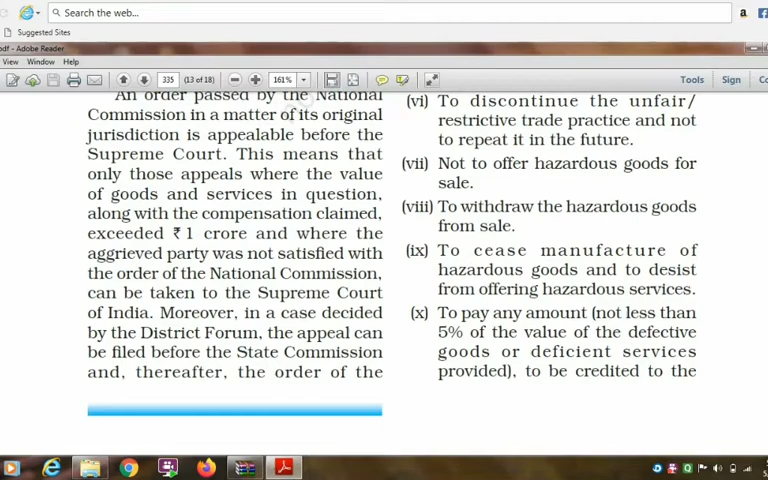 Search the web...
Suggested Sites
pdf - Adobe Reader
View Window Help
335 (13 of 18) 161% Tools Sign Co
An order passed by the National
Commission in a matter of its original
jurisdiction is appealable before the
Supreme Court. This means that
only those appeals where the value
of goods and services in question,
along with the compensation claimed,
exceeded ₹ 1 crore and where the
aggrieved party was not satisfied with
the order of the National Commission,
can be taken to the Supreme Court
of India. Moreover, in a case decided
by the District Forum, the appeal can
be filed before the State Commission
and, thereafter, the order of the
(vi) To discontinue the unfair/
restrictive trade practice and not
to repeat it in the future.
(vii) Not to offer hazardous goods for
sale.
(viii) To withdraw the hazardous goods
from sale.
(ix) To cease manufacture of
hazardous goods and to desist
from offering hazardous services.
(x) To pay any amount (not less than
5% of the value of the defective
goods or deficient services
provided), to be credited to the